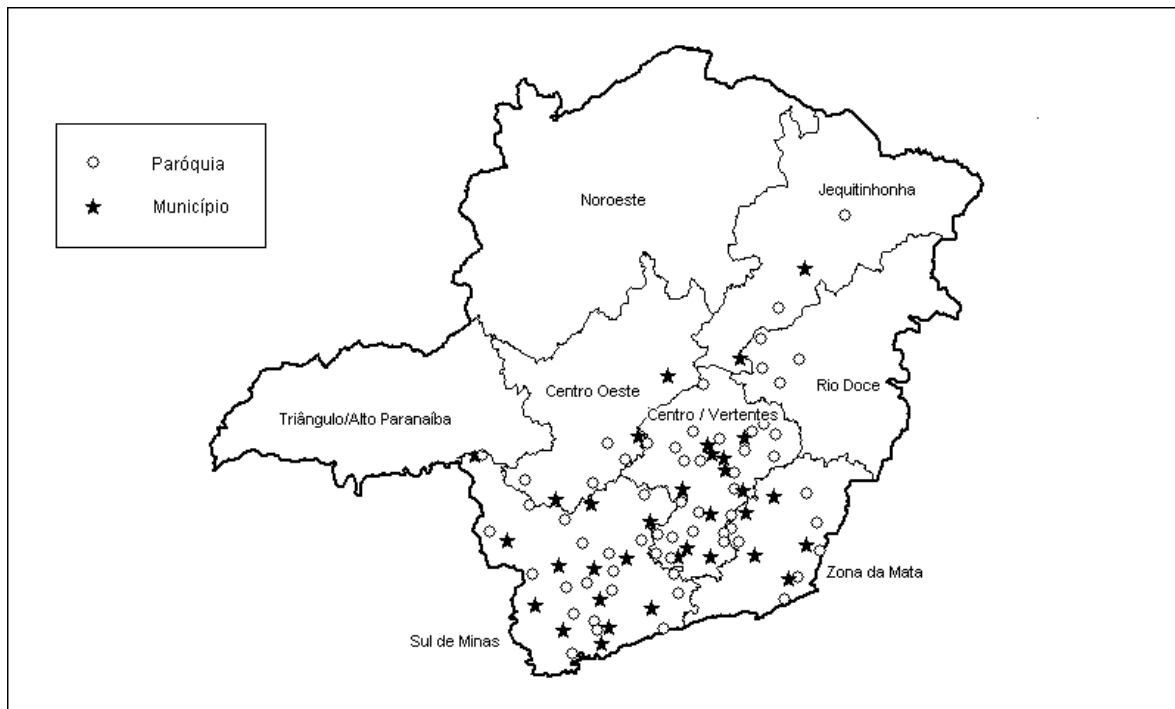 Paróquia
Município
Noroeste
Jequitinhonha
Centro Oeste
Rio Doce
Triângulo/Alto Paranaíba
Centro / Vertentes
Zona da Mata
Sul de Minas